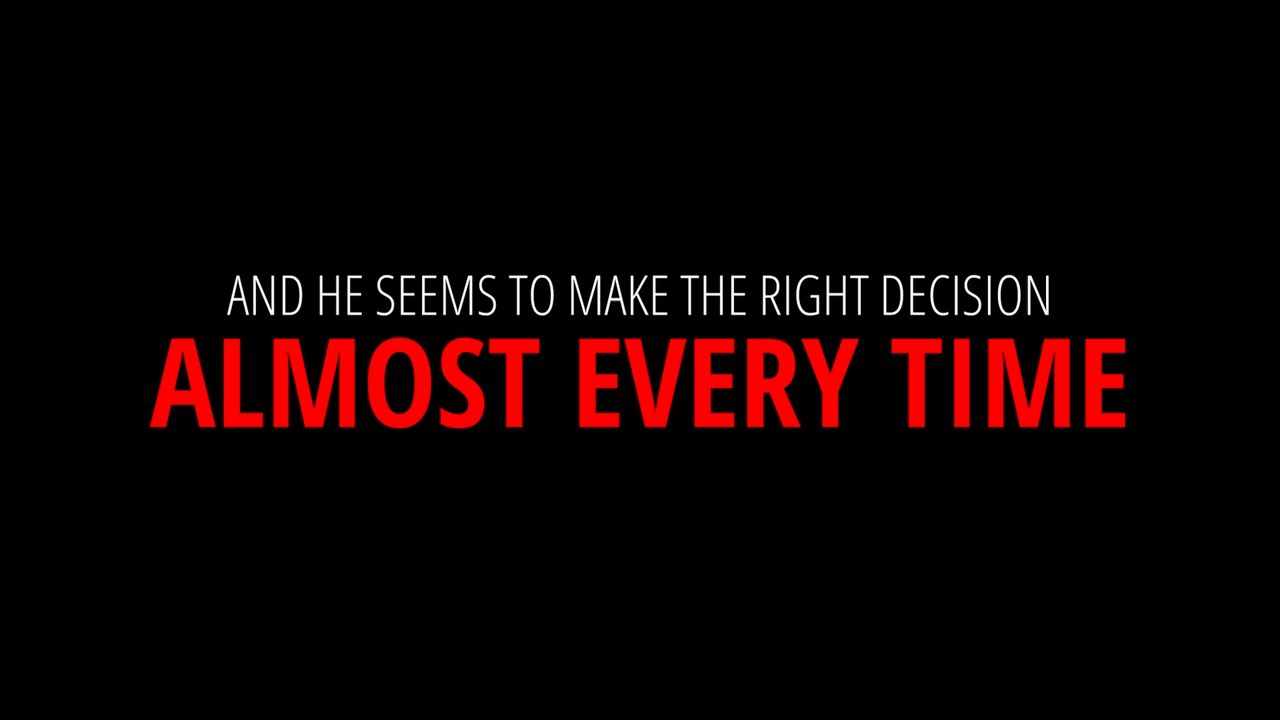 AND HE SEEMS TO MAKE THE RIGHT DECISION
ALMOST EVERY TIME